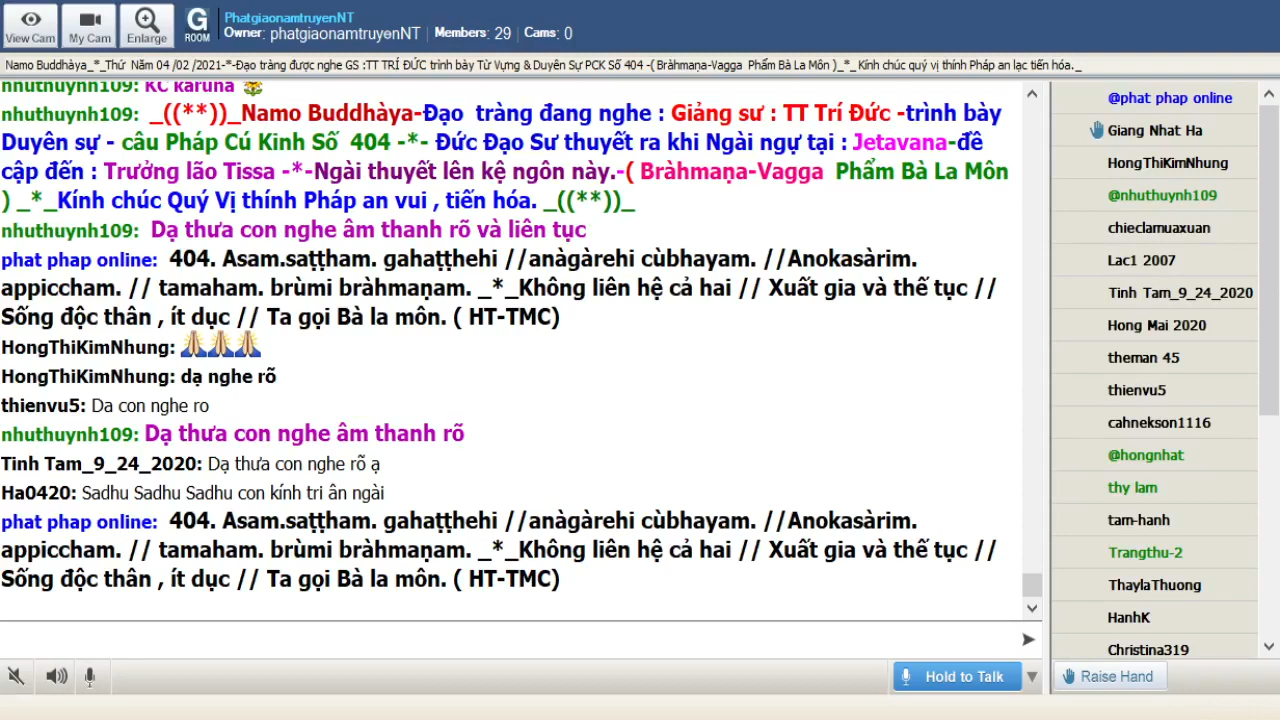 View Cam
My Cam
Enlarge
G
ROOM
PhatgiaonamtruyenNT
Owner: phatgiaonamtruyenNT | Members: 29 | Cams: 0
Namo Buddhàya_*_Thứ Năm 04 /02 /2021-*-Đạo tràng được nghe GS :TT TRÍ ĐỨC trình bày Từ Vựng & Duyên Sự PCK Số 404 -( Bràhmaṇa-Vagga Phẩm Bà La Môn )_*_ Kính chúc quý vị thính Pháp an lạc tiến hóa._
nhuthuynh109: KC karuna
nhuthuynh109: _((**))_Namo Buddhàya-Đạo tràng đang nghe : Giảng sư : TT Trí Đức -trình bày
Duyên sự - câu Pháp Cú Kinh Số 404 -*- Đức Đạo Sư thuyết ra khi Ngài ngự tại : Jetavana-đề
cập đến : Trưởng lão Tissa -*-Ngài thuyết lên kệ ngôn này.-( Bràhmaṇa-Vagga Phẩm Bà La Môn
) _*_Kính chúc Quý Vị thính Pháp an vui , tiến hóa. _((**))_
nhuthuynh109: Dạ thưa con nghe âm thanh rõ và liên tục
phat phap online: 404. Asam.saṭṭham. gahaṭṭhehi //anàgàrehi cùbhayam. //Anokasàrim.
appiccham. // tamaham. brùmi bràhmaṇam. _*_Không liên hệ cả hai // Xuất gia và thế tục //
Sống độc thân , ít dục // Ta gọi Bà la môn. ( HT-TMC)
HongThiKimNhung: 🙏🙏🙏
HongThiKimNhung: dạ nghe rõ
thienvu5: Da con nghe ro
nhuthuynh109: Dạ thưa con nghe âm thanh rõ
Tinh Tam_9_24_2020: Dạ thưa con nghe rõ ạ
Ha0420: Sadhu Sadhu Sadhu con kính tri ân ngài
phat phap online: 404. Asam.saṭṭham. gahaṭṭhehi //anàgàrehi cùbhayam. //Anokasàrim.
appiccham. // tamaham. brùmi bràhmaṇam. _*_Không liên hệ cả hai // Xuất gia và thế tục //
Sống độc thân , ít dục // Ta gọi Bà la môn. ( HT-TMC)
Hold to Talk
@phat phap online
Giang Nhat Ha
HongThiKimNhung
@nhuthuynh109
chieclamuaxuan
Lac1 2007
Tinh Tam_9_24_2020
Hong Mai 2020
theman 45
thienvu5
cahnekson1116
@hongnhat
thy lam
tam-hanh
Trangthu-2
ThaylaThuong
HanhK
Christina319
Raise Hand